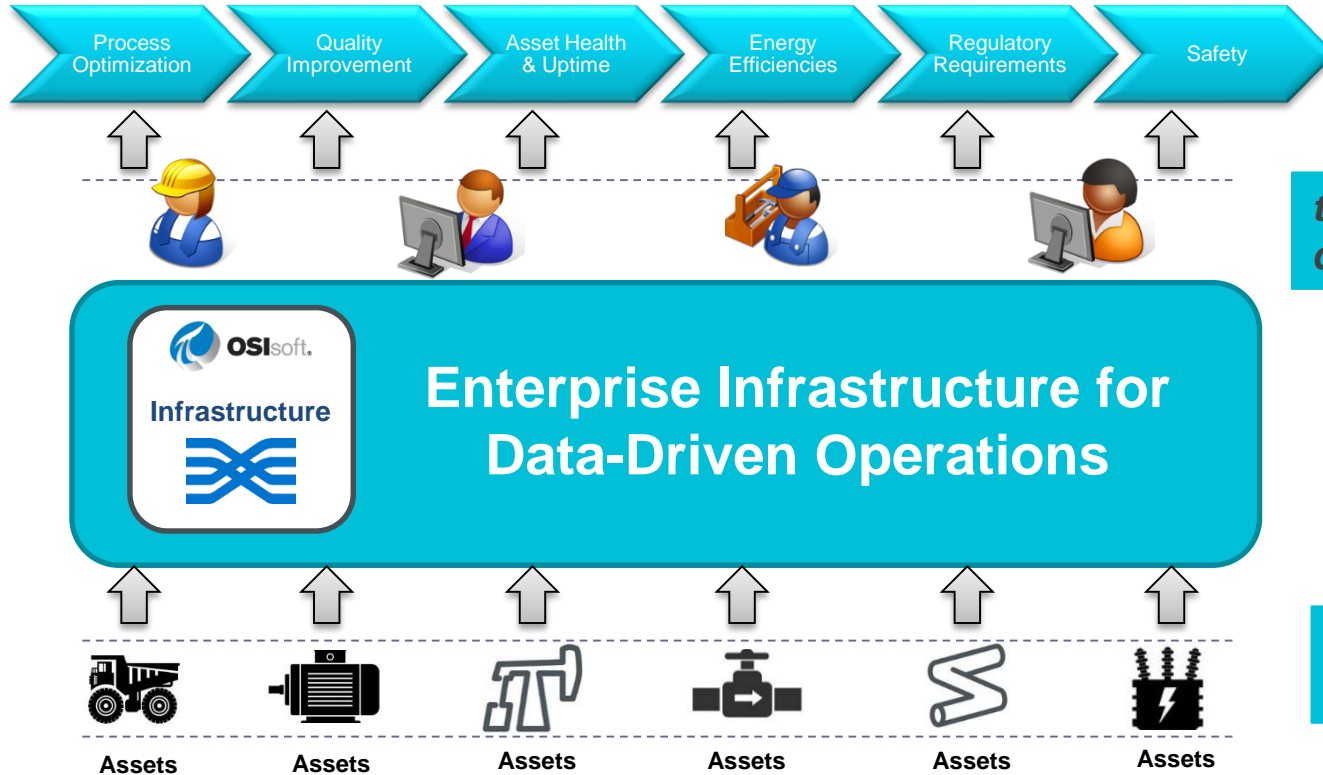 Process
Optimization
Quality
Improvement
Asset Health
& Uptime
Energy
Efficiencies
Regulatory
Requirements
Safety
OSIsoft.
Infrastructure
Enterprise Infrastructure for
Data-Driven Operations
Assets
Assets
Assets
Assets
Assets
Assets